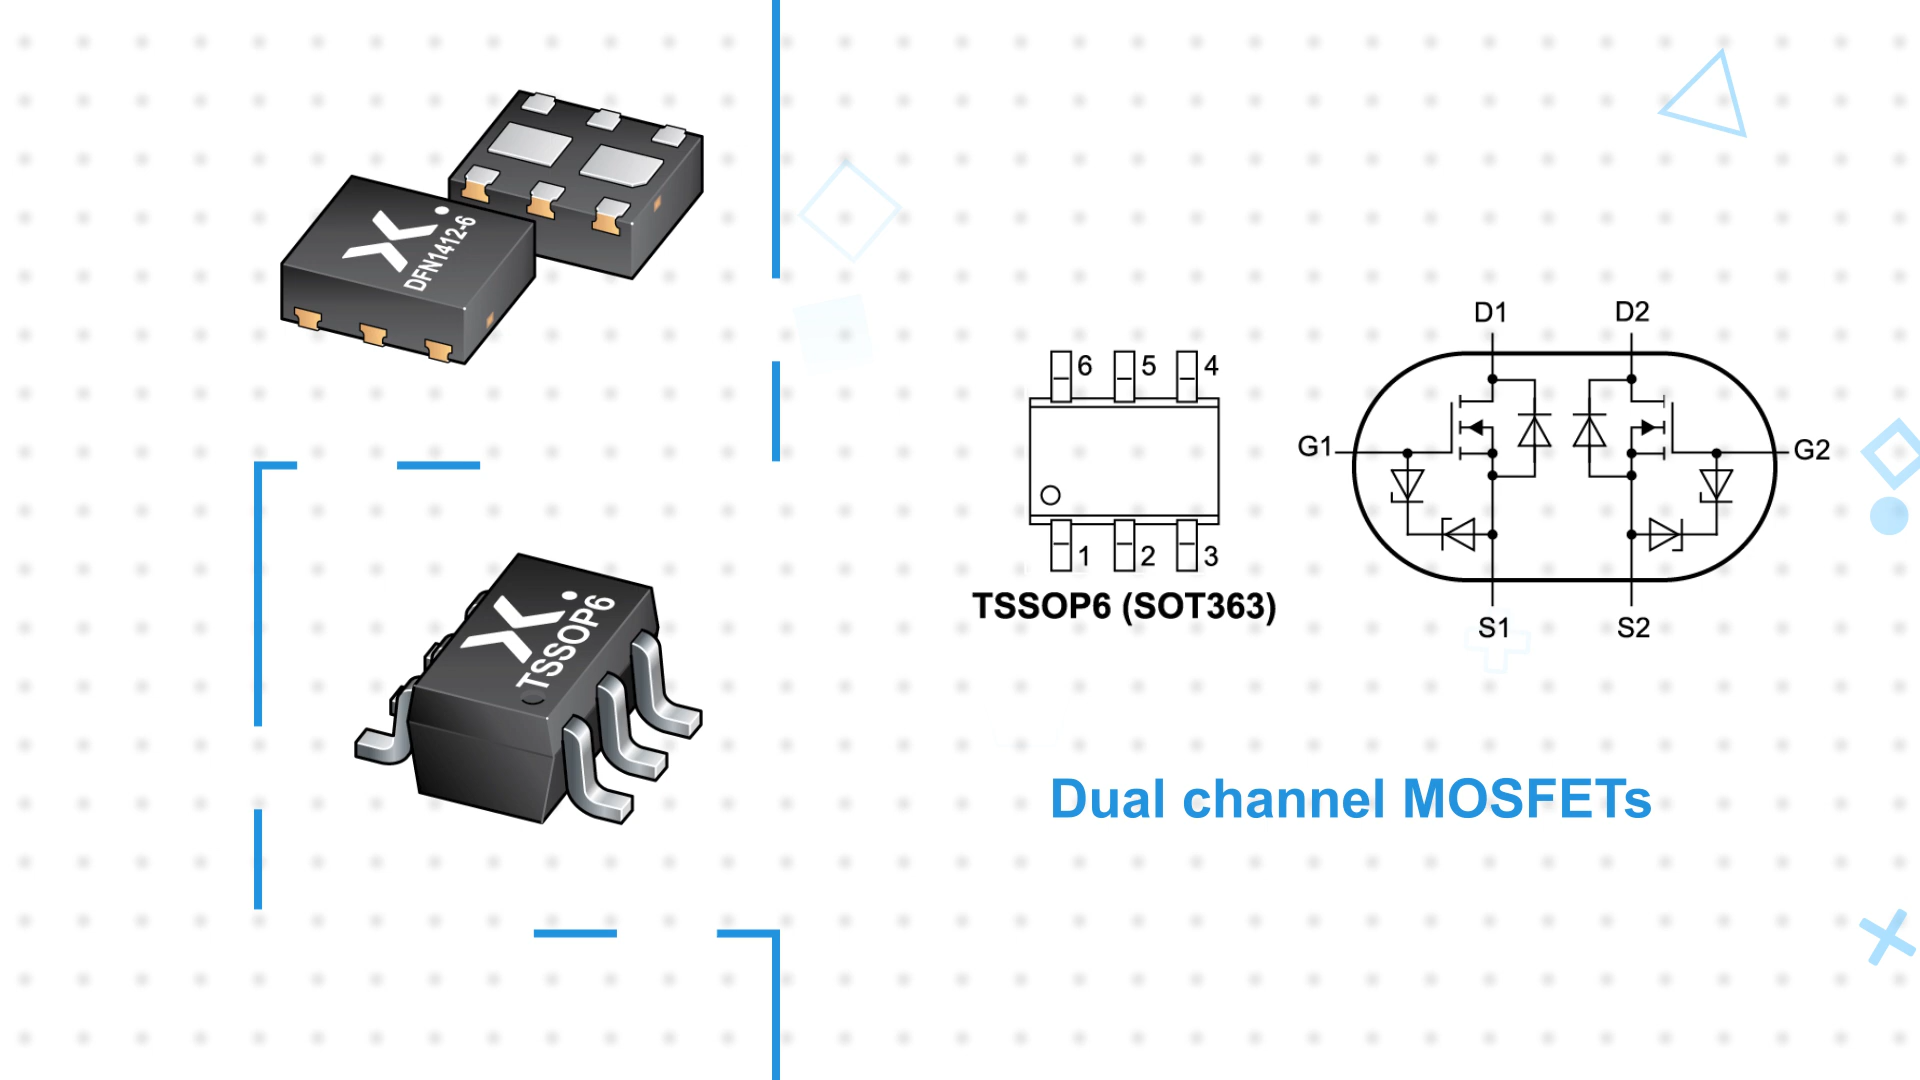 DFN1412-6
TSSOP6
6 5 4
1 2 3
TSSOP6 (SOT363)
D1 D2
G1 G2
S1 S2
Dual channel MOSFETs